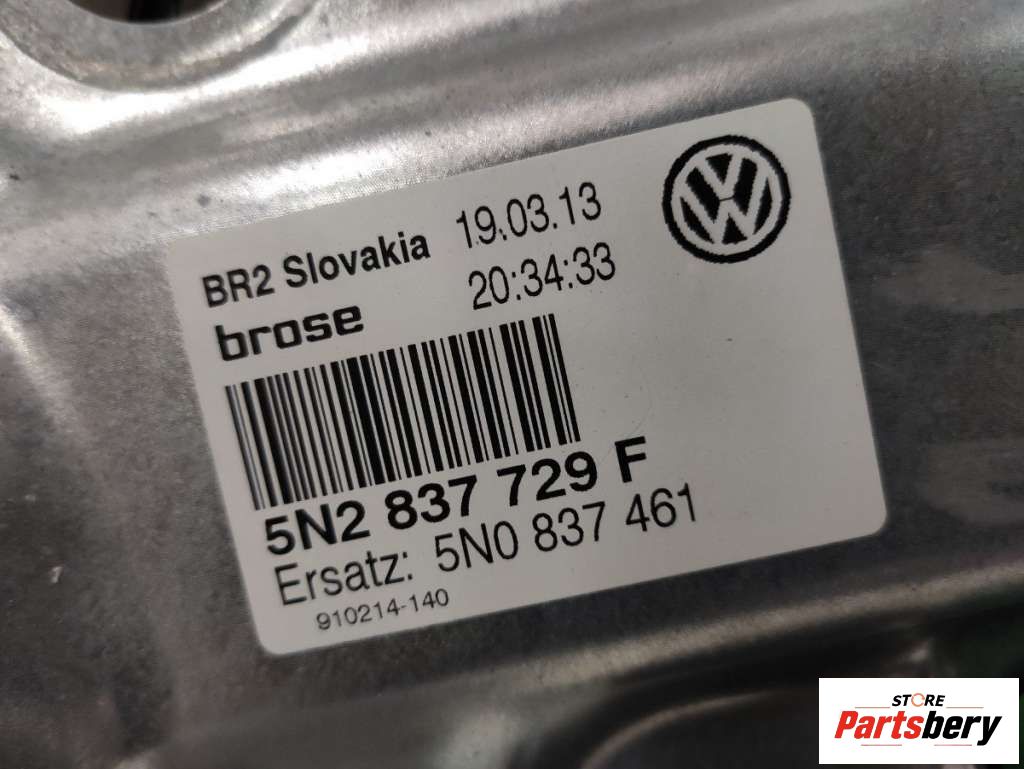 BR2 Slovakia 19.03.13
brose 20:34:33
5N2 837 729 F
Ersatz: 5N0 837 461
910214-140
STORE
Partsbery